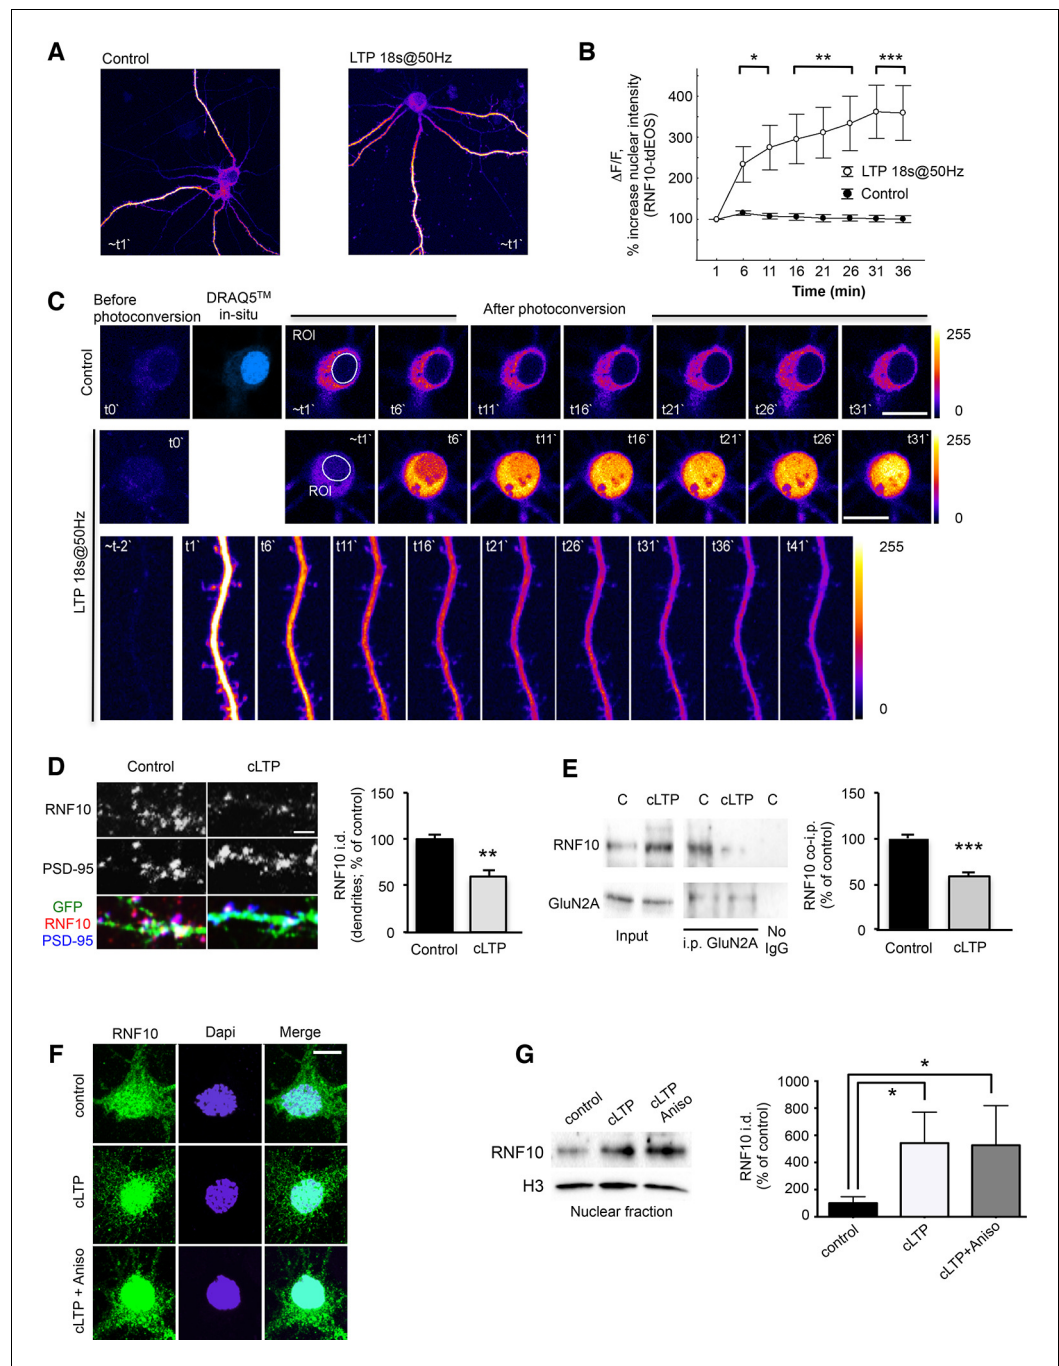 A
Control
LTP 18s@50Hz
~t1`
~t1`
B
* ** ***
400
300
200
100
% increase nuclear intensity
ΔF/F,
(RNF10-tdEOS)
LTP 18s@50Hz
Control
1 6 11 16 21 26 31 36
Time (min)
C
Before
photoconversion
DRAQ5™
in-situ
After photoconversion
Control
t0`
ROI
~t1`
t6`
t11`
t16`
t21`
t26`
t31`
255
0
LTP 18s@50Hz
t0`
~t1`
ROI
t6`
t11`
t16`
t21`
t26`
t31`
255
0
~t-2`
t1`
t6`
t11`
t16`
t21`
t26`
t31`
t36`
t41`
255
0
D
Control
cLTP
RNF10
PSD-95
GFP
RNF10
PSD-95
RNF10 i.d.
(dendrites; % of control)
150
100
50
0
**
Control cLTP
E
C cLTP C cLTP C
RNF10
GluN2A
Input
i.p. GluN2A
No
IgG
RNF10 co-i.p.
(% of control)
150
100
50
0
***
Control cLTP
F
RNF10 Dapi Merge
control
cLTP
cLTP + Aniso
G
control
cLTP
cLTP
Aniso
RNF10
H3
Nuclear fraction
RNF10 i.d.
(% of control)
1000
800
600
400
200
0
*
*
control
cLTP
cLTP+Aniso